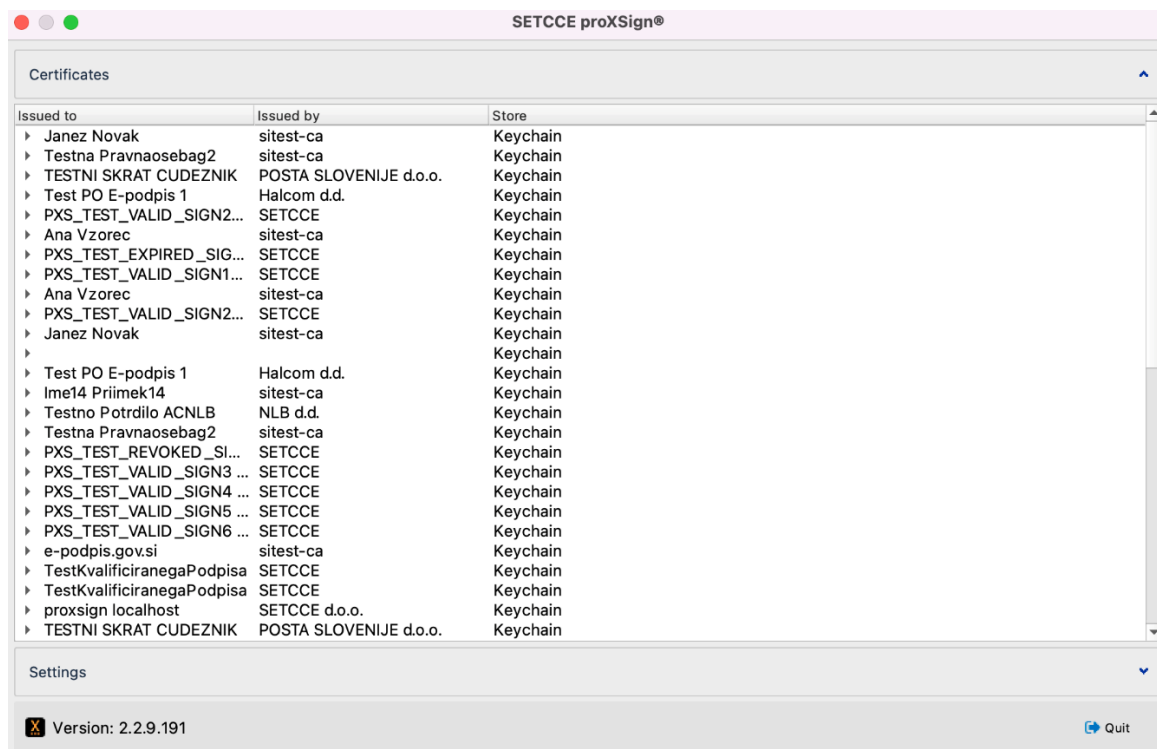 SETCCE proXSign®
Certificates
Issued to Issued by Store
Janez Novak sitest-ca Keychain
Testna Pravnaosebag2 sitest-ca Keychain
TESTNI SKRAT CUDEZNIK POSTA SLOVENIJE d.o.o. Keychain
Test PO E-podpis 1 Halcom d.d. Keychain
PXS_TEST_VALID_SIGN2... SETCCE Keychain
Ana Vzorec sitest-ca Keychain
PXS_TEST_EXPIRED_SIG... SETCCE Keychain
PXS_TEST_VALID_SIGN1... SETCCE Keychain
Ana Vzorec sitest-ca Keychain
PXS_TEST_VALID_SIGN2... SETCCE Keychain
Janez Novak sitest-ca Keychain
Keychain
Test PO E-podpis 1 Halcom d.d. Keychain
Ime14 Priimek14 sitest-ca Keychain
Testno Potrdilo ACNLB NLB d.d. Keychain
Testna Pravnaosebag2 sitest-ca Keychain
PXS_TEST_REVOKED_SI... SETCCE Keychain
PXS_TEST_VALID_SIGN3 ... SETCCE Keychain
PXS_TEST_VALID_SIGN4 ... SETCCE Keychain
PXS_TEST_VALID_SIGN5 ... SETCCE Keychain
PXS_TEST_VALID_SIGN6 ... SETCCE Keychain
e-podpis.gov.si sitest-ca Keychain
TestKvalificiranegaPodpisa SETCCE Keychain
TestKvalificiranegaPodpisa SETCCE Keychain
proxsign localhost SETCCE d.o.o. Keychain
TESTNI SKRAT CUDEZNIK POSTA SLOVENIJE d.o.o. Keychain
Settings
Version: 2.2.9.191 Quit